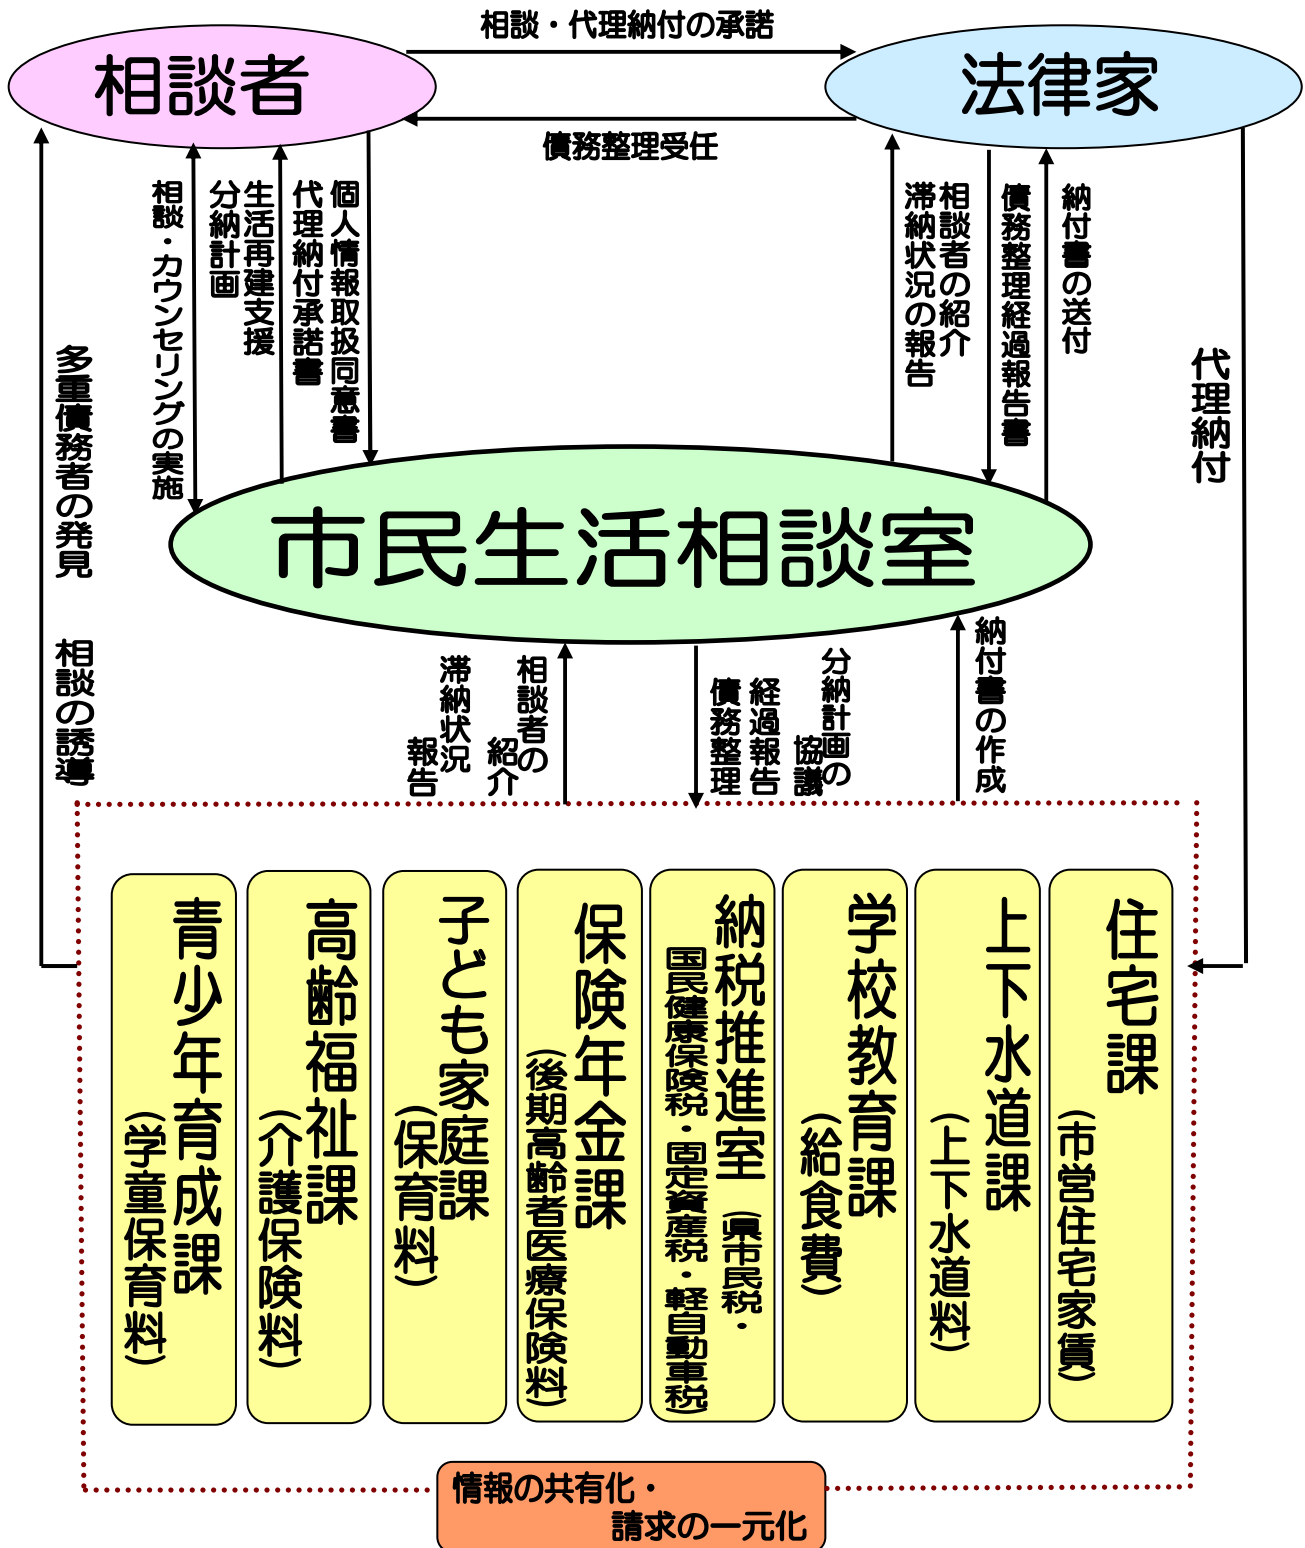 相談・代理納付の承諾
相談者
法律家
債務整理受任
多重債務者の発見　相談の誘導
相談・カウンセリングの実施
生活再建支援
分納計画
個人情報取扱同意書
代理納付承諾書
相談者の紹介
滞納状況の報告
債務整理経過報告書
納付書の送付
代理納付
市民生活相談室
相談者の
紹介
滞納状況
報告
債務整理
経過報告
分納計画の
協議
納付書の作成
青少年育成課
（学童保育料）
高齢福祉課
（介護保険料）
子ども家庭課
（保育料）
保険年金課
（後期高齢者医療保険料）
納税推進室（県市民税・
国民健康保険税・固定資産税・軽自動車税）
学校教育課
（給食費）
上下水道課
（上下水道料）
住宅課
（市営住宅家賃）
情報の共有化・
請求の一元化